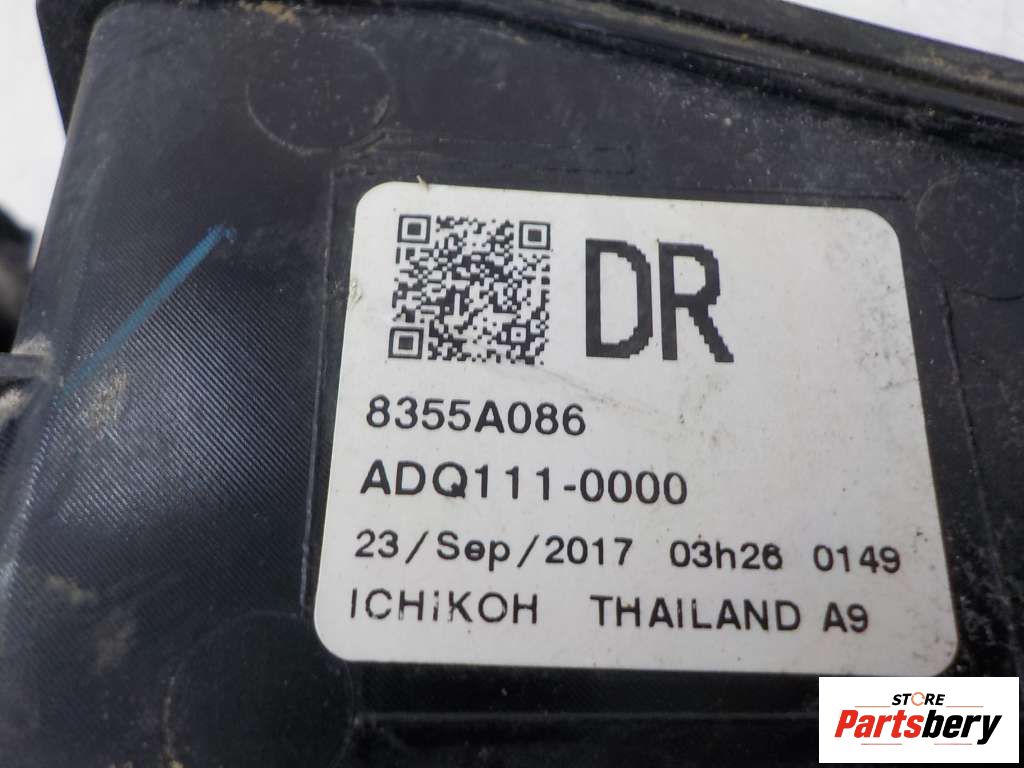 DR
8355A086
ADQ111-0000
23/Sep/2017 03h26 0149
ICHiKOH THAILAND A9
STORE
Partsbery